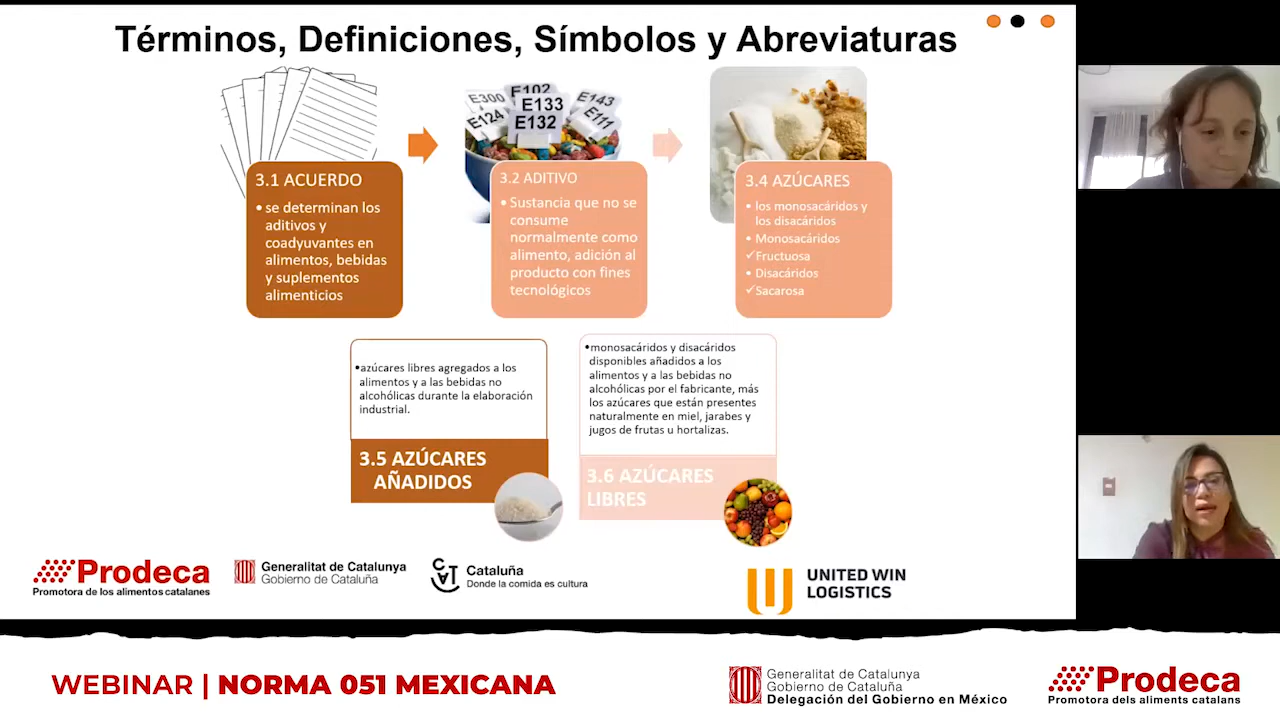 Términos, Definiciones, Símbolos y Abreviaturas
E300
E102
E143
E124
E133
E111
E132
3.1 ACUERDO
• se determinan los
aditivos y
coadyuvantes en
alimentos, bebidas
y suplementos
alimenticios
3.2 ADITIVO
• Sustancia que no se
consume
normalmente como
alimento, adición al
producto con fines
tecnológicos
3.4 AZÚCARES
• los monosacáridos y
los disacáridos
• Monosacáridos
✓Fructuosa
• Disacáridos
✓Sacarosa
•azúcares libres agregados a los
alimentos y a las bebidas no
alcohólicas durante la elaboración
industrial.
3.5 AZÚCARES
AÑADIDOS
•monosacáridos y disacáridos
disponibles añadidos a los
alimentos y a las bebidas no
alcohólicas por el fabricante, más
los azúcares que están presentes
naturalmente en miel, jarabes y
jugos de frutas u hortalizas.
3.6 AZÚCARES
LIBRES
Prodeca
Promotora de los alimentos catalanes
Generalitat de Catalunya
Gobierno de Cataluña
CAT
Cataluña
Donde la comida es cultura
UNITED WIN
LOGISTICS
WEBINAR | NORMA 051 MEXICANA
Generalitat de Catalunya
Gobierno de Cataluña
Delegación del Gobierno en México
Prodeca
Promotora dels aliments catalans